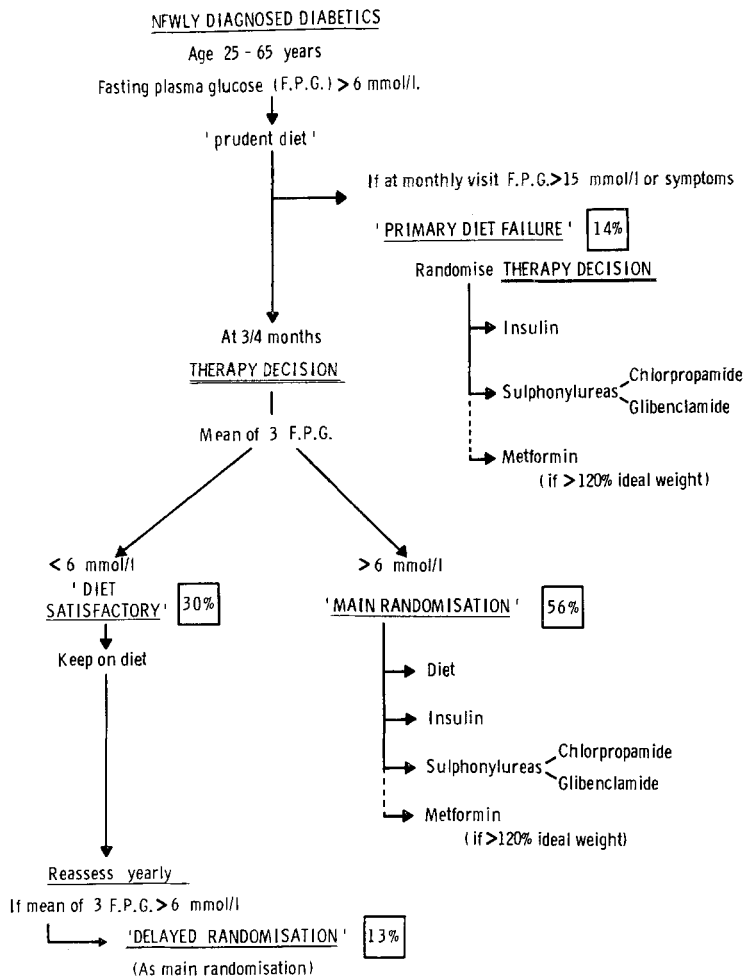 NEWLY DIAGNOSED DIABETICS
Age 25 - 65 years
Fasting plasma glucose (F.P.G.) > 6 mmol/l.
' prudent diet '
If at monthly visit F.P.G.>15 mmol/l or symptoms
' PRIMARY DIET FAILURE ' 14%
Randomise THERAPY DECISION
Insulin
Sulphonylureas
Chlorpropamide
Glibenclamide
Metformin
(if >120% ideal weight)
At 3/4 months
THERAPY DECISION
Mean of 3 F.P.G.
< 6 mmol/l
' DIET
SATISFACTORY' 30%
Keep on diet
Reassess yearly
If mean of 3 F.P.G.> 6 mmol/l
'DELAYED RANDOMISATION ' 13%
(As main randomisation)
> 6 mmol/l
'MAIN RANDOMISATION ' 56%
Diet
Insulin
Sulphonylureas
Chlorpropamide
Glibenclamide
Metformin
(if >120% ideal weight)